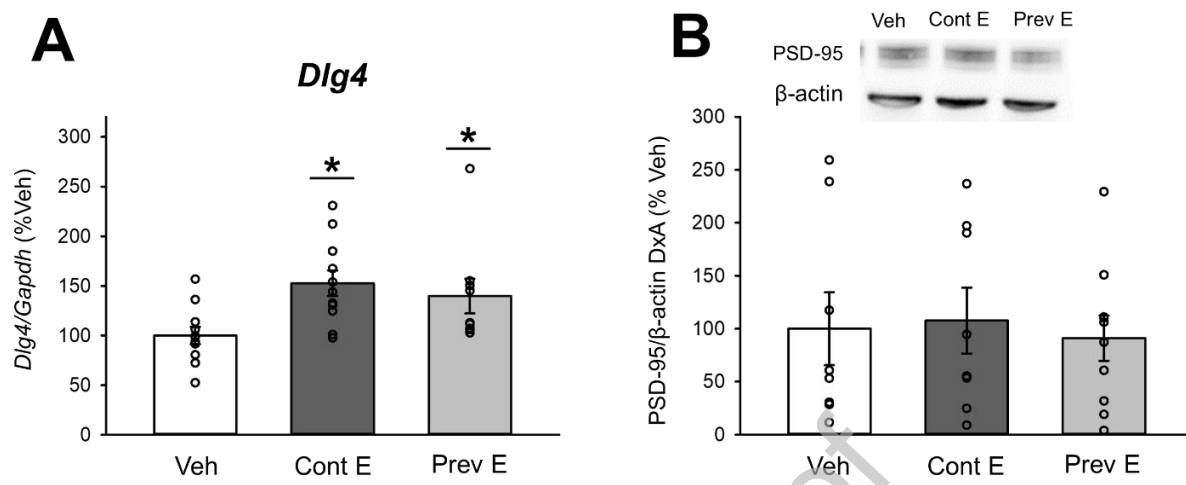 A
Dlg4
Dlg4/Gapdh (%Veh)
300
250
200
150
100
50
0
*
*
Veh Cont E Prev E
B
Veh Cont E Prev E
PSD-95
β-actin
PSD-95/β-actin DxA (% Veh)
300
250
200
150
100
50
0
Veh Cont E Prev E